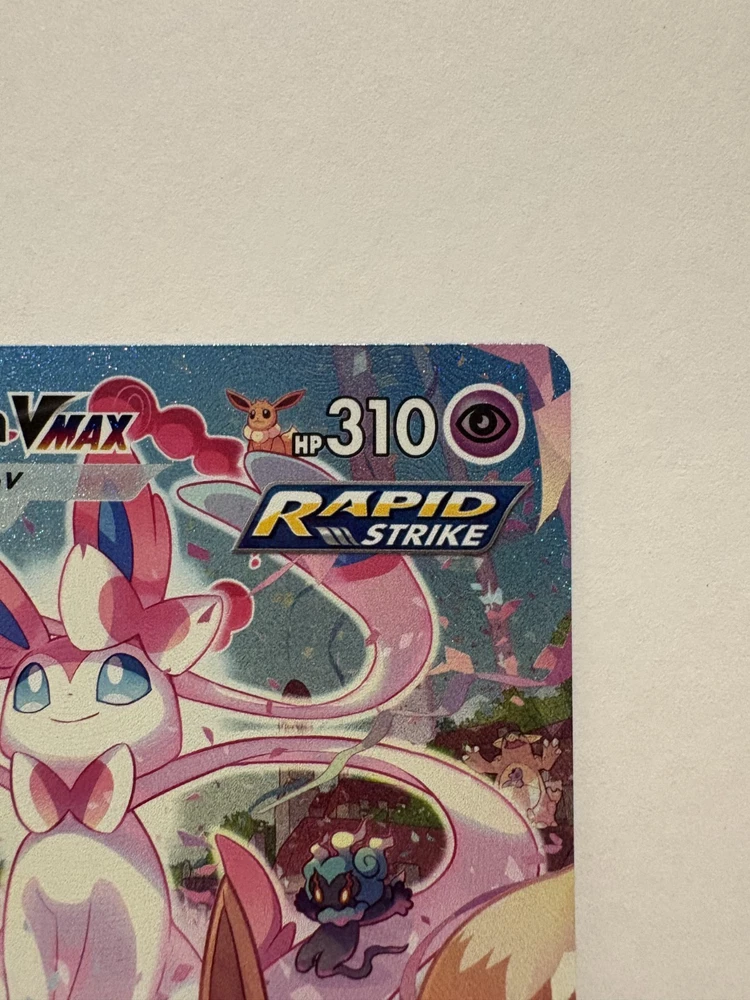 VMAX HP310
V
RAPID
STRIKE